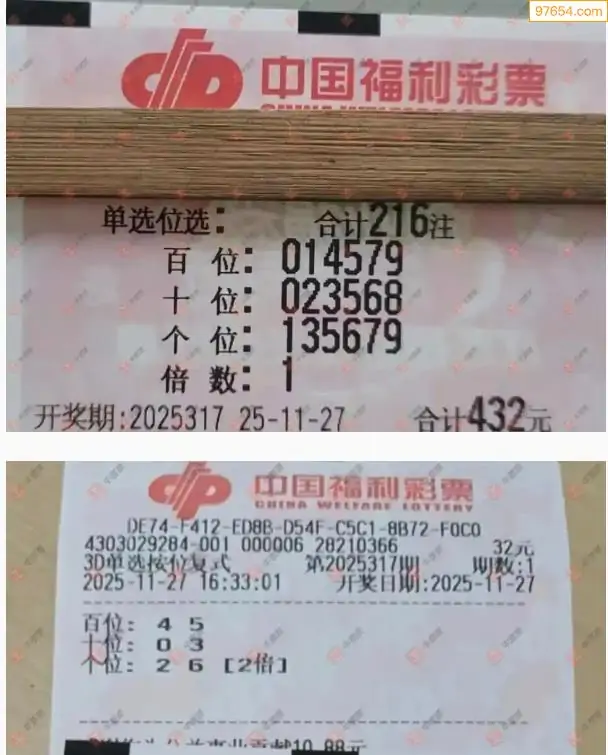 97654.com
中国福利彩票
单选位选: 合计216注
百 位: 014579
十 位: 023568
个 位: 135679
倍 数: 1
开奖期:2025317 25-11-27 合计432元
中国福利彩票
CHINA WELFARE LOTTERY
DE74-F412-ED8B-D54F-C5C1-8B72-F0C0
4303029284-001 000006 28210366 32元
3D单选按位复式 第2025317期 期数:1
2025-11-27 16:33:01 开奖日期:2025-11-27
百位: 4 5
十位: 0 3
个位: 2 6 [2倍]
10.88元